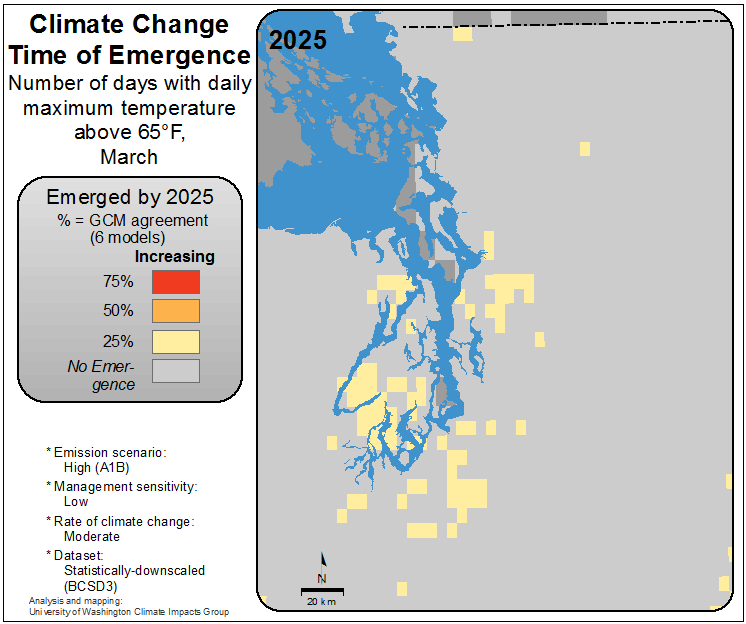 Climate Change
Time of Emergence
Number of days with daily
maximum temperature
above 65°F,
March
Emerged by 2025
% = GCM agreement
(6 models)
Increasing
75%
50%
25%
No Emer-
gence
* Emission scenario:
High (A1B)
* Management sensitivity:
Low
* Rate of climate change:
Moderate
* Dataset:
Statistically-downscaled
(BCSD3)
Analysis and mapping:
University of Washington Climate Impacts Group
2025
N
20 km